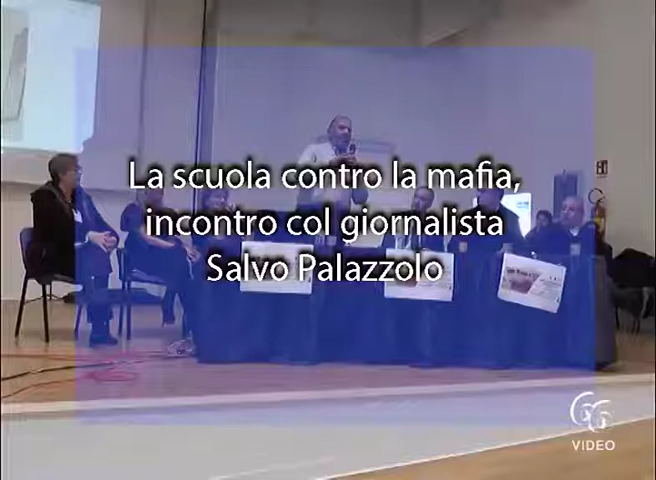 La scuola contro la mafia,
incontro col giornalista
Salvo Palazzolo
VIDEO